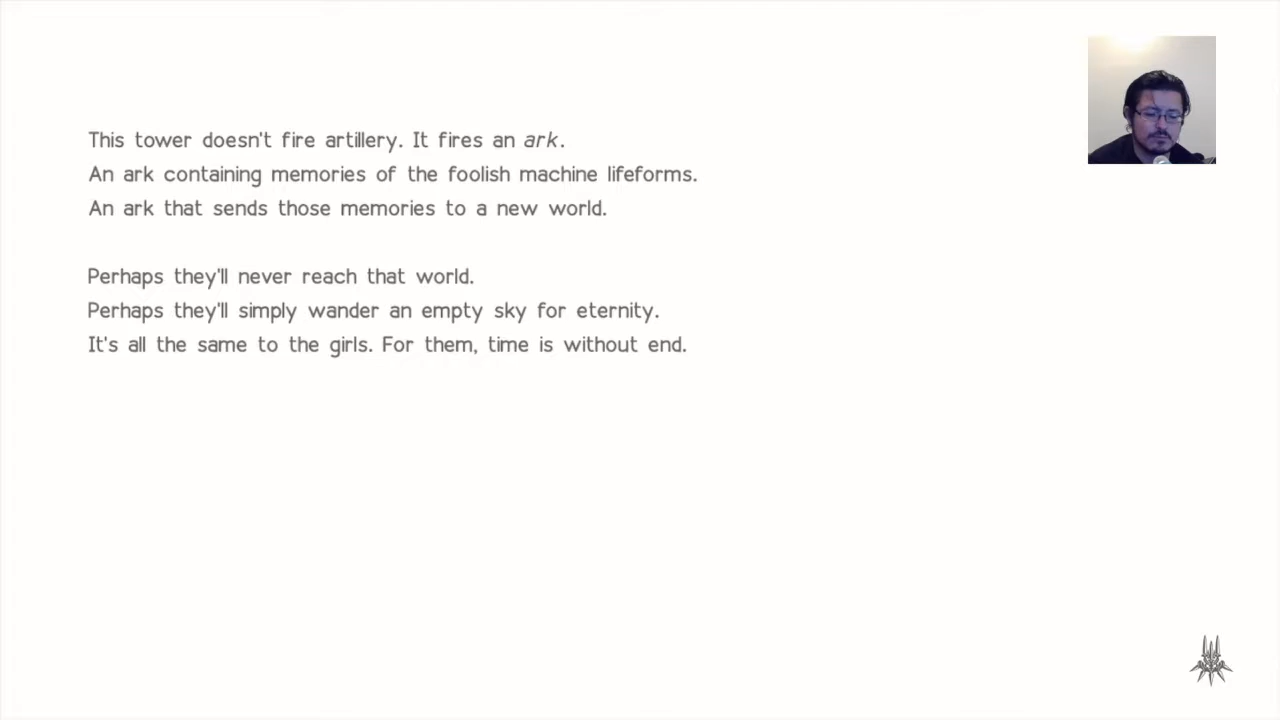 This tower doesn't fire artillery. It fires an ark.
An ark containing memories of the foolish machine lifeforms.
An ark that sends those memories to a new world.
Perhaps they'll never reach that world.
Perhaps they'll simply wander an empty sky for eternity.
It's all the same to the girls. For them, time is without end.